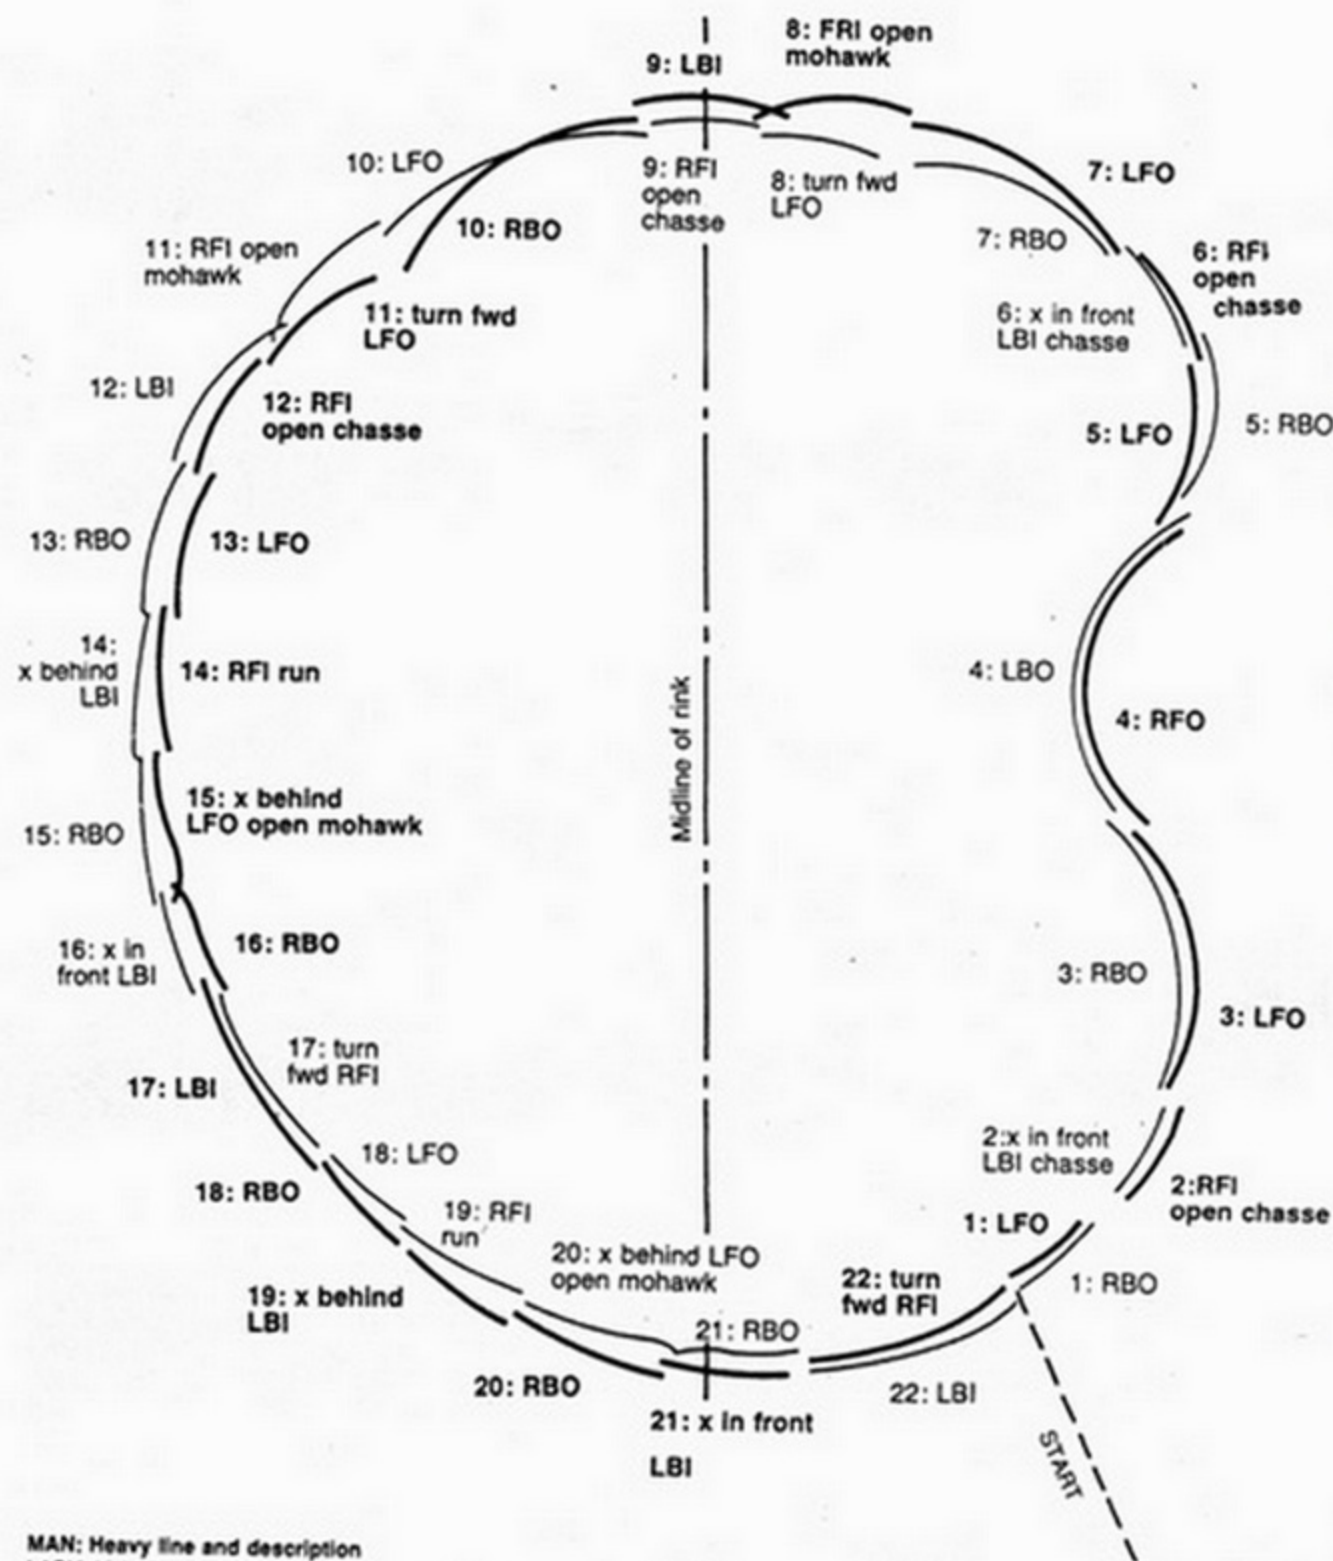 8: FRI open
mohawk
9: LBI
7: LFO
10: LFO
9: RFI
open
chasse
8: turn fwd
LFO
10: RBO
7: RBO
6: RFI
open
chasse
11: RFI open
mohawk
11: turn fwd
LFO
6: x in front
LBI chasse
12: LBI
12: RFI
open chasse
5: LFO
5: RBO
13: RBO
13: LFO
14:
x behind
LBI
14: RFI run
4: LBO
4: RFO
Midline of rink
15: x behind
LFO open mohawk
15: RBO
16: RBO
16: x in
front LBI
3: RBO
3: LFO
17: turn
fwd RFI
17: LBI
2:x in front
LBI chasse
18: LFO
18: RBO
2:RFI
open chasse
19: RFI
run
1: LFO
20: x behind LFO
open mohawk
22: turn
fwd RFI
1: RBO
19: x behind
LBI
21: RBO
20: RBO
22: LBI
21: x in front
LBI
START
MAN: Heavy line and description